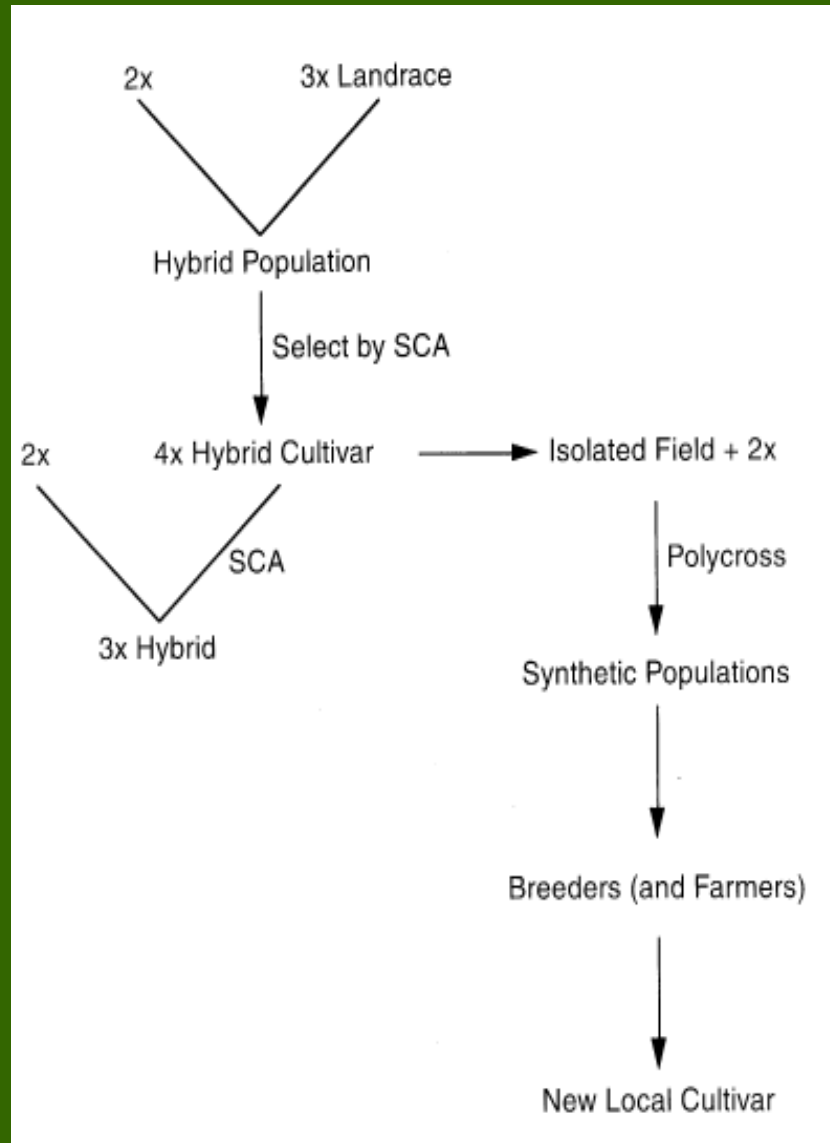 2x 3x Landrace
Hybrid Population
Select by SCA
2x 4x Hybrid Cultivar Isolated Field + 2x
SCA Polycross
3x Hybrid
Synthetic Populations
Breeders (and Farmers)
New Local Cultivar